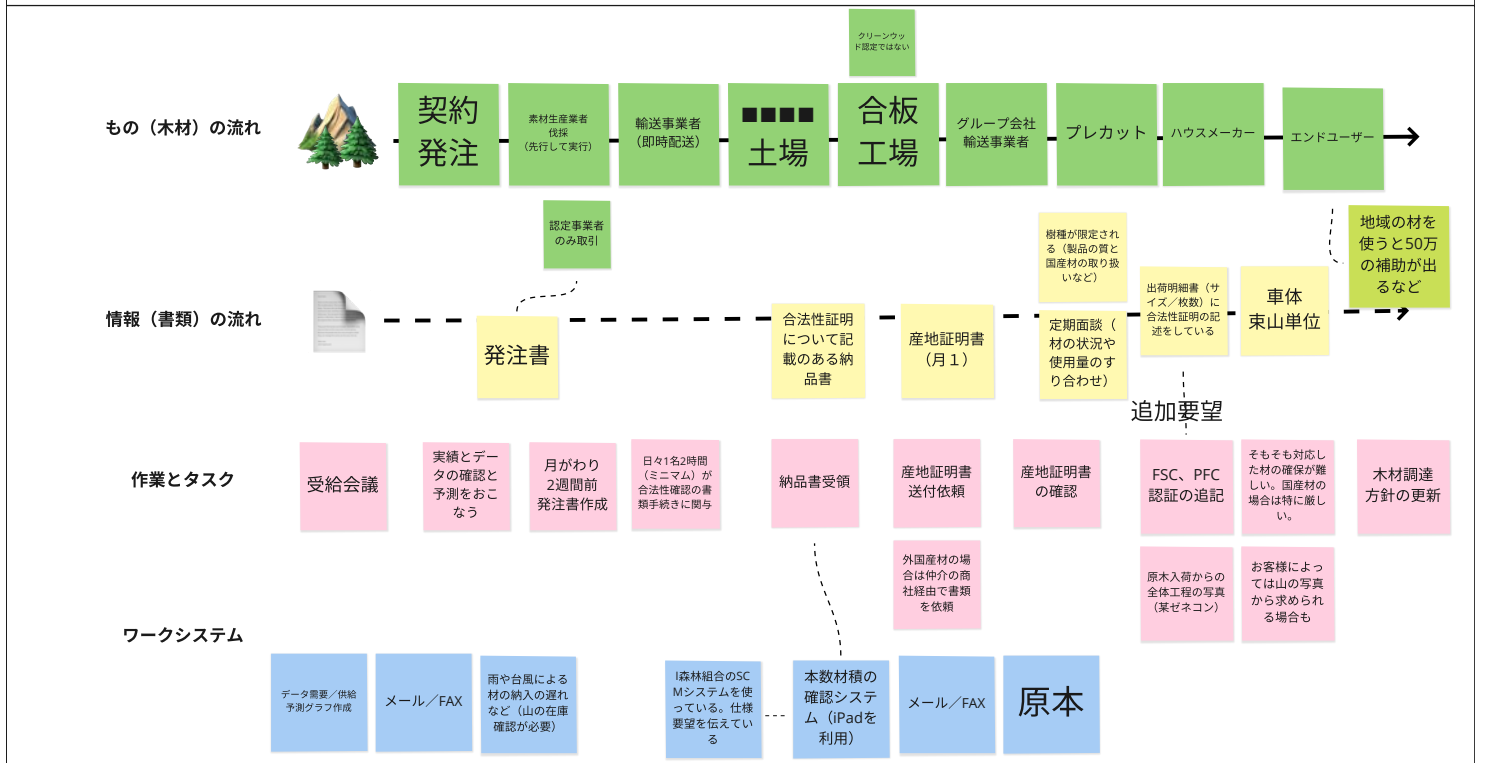 クリーンウッ
ド認定ではない
もの（木材）の流れ
契約
発注
素材生産業者
伐採
（先行して実行）
輸送事業者
（即時配送）
■■■■
土場
合板
工場
グループ会社
輸送事業者
プレカット
ハウスメーカー
エンドユーザー
認定事業者
のみ取引
樹種が限定され
る（製品の質と
国産材の取り扱
いなど）
地域の材を
使うと50万
の補助が出
るなど
情報（書類）の流れ
発注書
合法性証明
について記
載のある納
品書
産地証明書
（月１）
定期面談（
材の状況や
使用量のす
り合わせ）
出荷明細書（サ
イズ／枚数）に
合法性証明の記
述をしている
車体
束山単位
追加要望
作業とタスク
受給会議
実績とデー
タの確認と
予測をおこ
なう
月がわり
2週間前
発注書作成
日々1名2時間
（ミニマム）が
合法性確認の書
類手続きに関与
納品書受領
産地証明書
送付依頼
産地証明書
の確認
FSC、PFC
認証の追記
そもそも対応し
た材の確保が難
しい。国産材の
場合は特に厳し
い。
木材調達
方針の更新
外国産材の場
合は仲介の商
社経由で書類
を依頼
原木入荷からの
全体工程の写真
（某ゼネコン）
お客様によっ
ては山の写真
から求められ
る場合も
ワークシステム
データ需要／供給
予測グラフ作成
メール／FAX
雨や台風による
材の納入の遅れ
など（山の在庫
確認が必要）
I森林組合のSC
Mシステムを使
っている。仕様
要望を伝えてい
る
本数材積の
確認システ
ム（iPadを
利用）
メール／FAX
原本